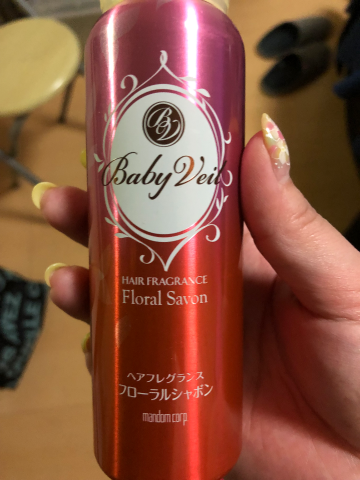 BV
Baby Veil
HAIR FRAGRANCE
Floral Savon
ヘアフレグランス
フローラルシャボン
mandom corp.